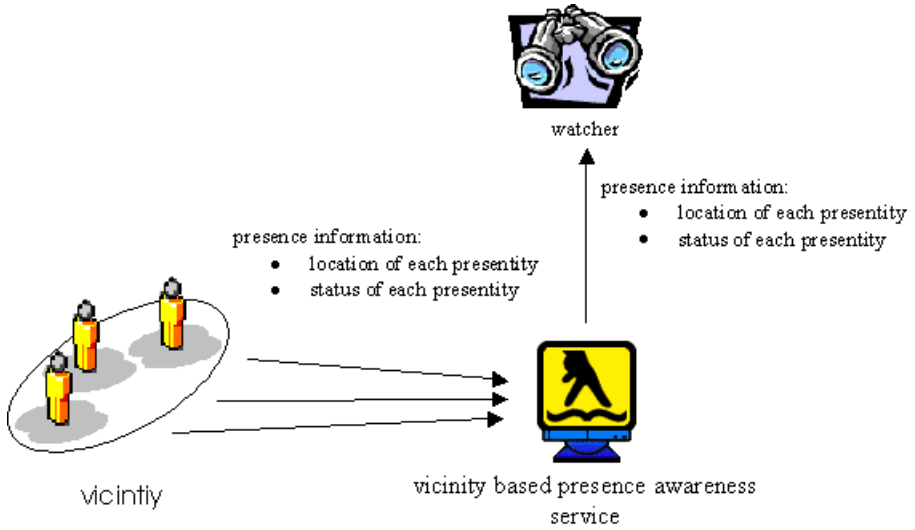 watcher
presence information:
• location of each presentity
• status of each presentity
presence information:
• location of each presentity
• status of each presentity
vicintiy
vicinity based presence awareness
service